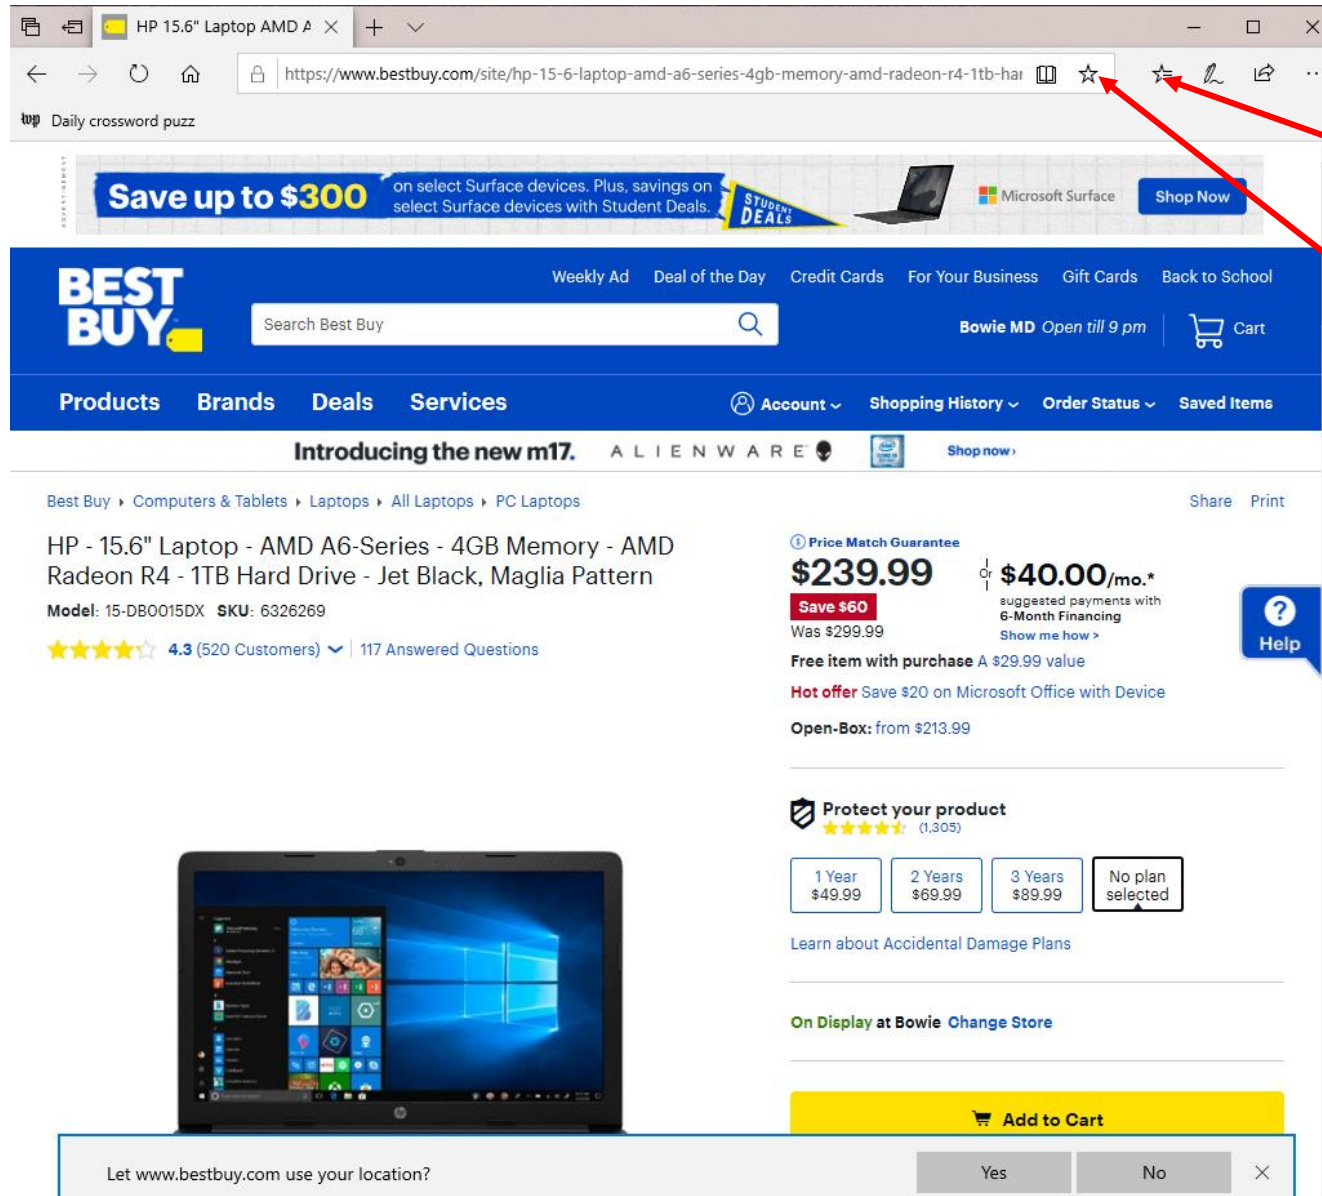 HP 15.6" Laptop AMD A
https://www.bestbuy.com/site/hp-15-6-laptop-amd-a6-series-4gb-memory-amd-radeon-r4-1tb-har
wp Daily crossword puzz
ADVERTISEMENT
Save up to $300
on select Surface devices. Plus, savings on
select Surface devices with Student Deals.
STUDENT
DEALS
Microsoft Surface
Shop Now
BEST
BUY
Weekly Ad Deal of the Day Credit Cards For Your Business Gift Cards Back to School
Search Best Buy
Bowie MD Open till 9 pm
Cart
Products Brands Deals Services
Account Shopping History Order Status Saved Items
Introducing the new m17. ALIENWARE Shop now ›
Best Buy Computers & Tablets Laptops All Laptops PC Laptops
Share Print
HP - 15.6" Laptop - AMD A6-Series - 4GB Memory - AMD
Radeon R4 - 1TB Hard Drive - Jet Black, Maglia Pattern
Model: 15-DB0015DX SKU: 6326269
4.3 (520 Customers) 117 Answered Questions
Price Match Guarantee
$239.99
Save $60
Was $299.99
or
$40.00/mo.*
suggested payments with
6-Month Financing
Show me how >
Free item with purchase A $29.99 value
Hot offer Save $20 on Microsoft Office with Device
Open-Box: from $213.99
?
Help
Protect your product
(1,305)
1 Year
$49.99
2 Years
$69.99
3 Years
$89.99
No plan
selected
Learn about Accidental Damage Plans
On Display at Bowie Change Store
Add to Cart
Let www.bestbuy.com use your location?
Yes
No